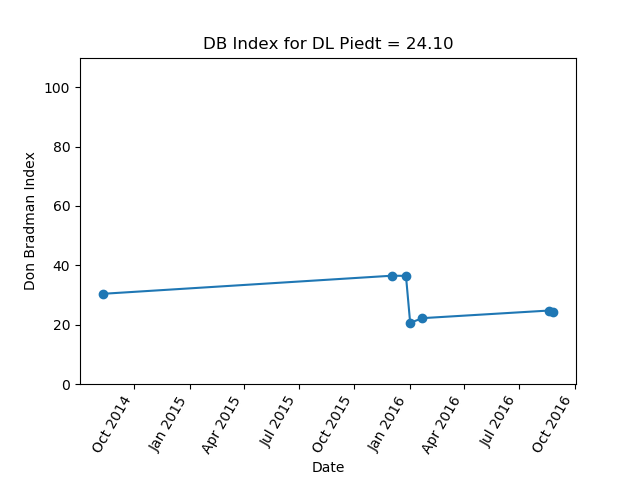 DB Index for DL Piedt = 24.10
100
80
60
40
20
0
Don Bradman Index
Oct 2014
Jan 2015
Apr 2015
Jul 2015
Oct 2015
Jan 2016
Apr 2016
Jul 2016
Oct 2016
Date